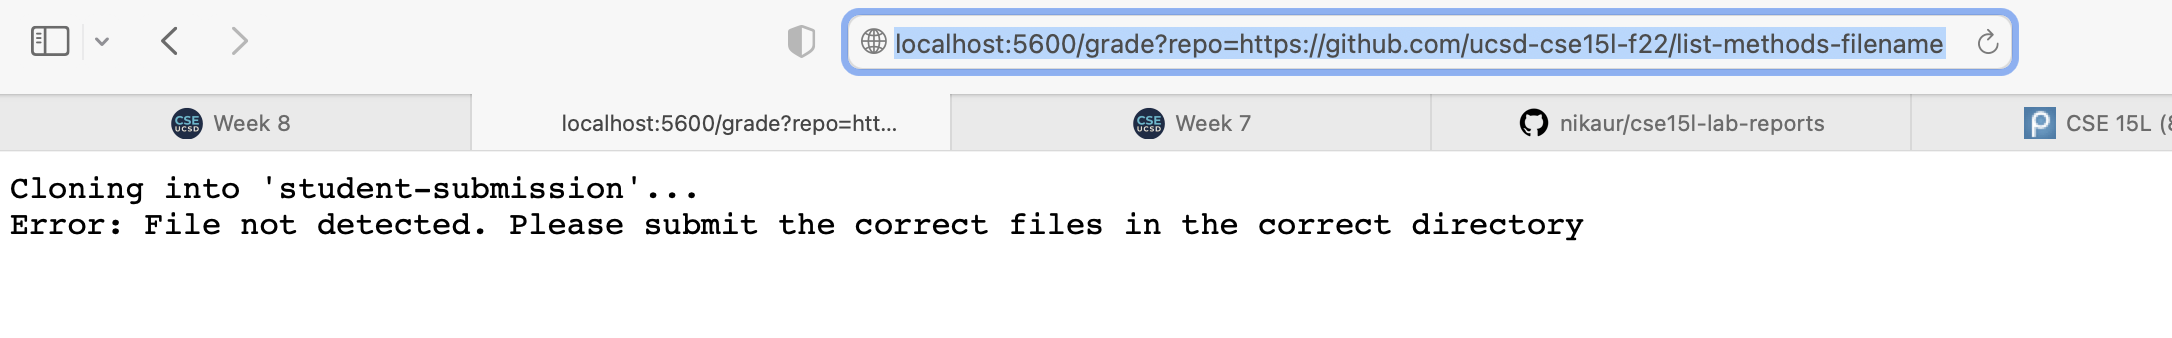 localhost:5600/grade?repo=https://github.com/ucsd-cse15l-f22/list-methods-filename
CSE UCSD Week 8
localhost:5600/grade?repo=htt...
CSE UCSD Week 7
nikaur/cse15l-lab-reports
CSE 15L (8
Cloning into 'student-submission'...
Error: File not detected. Please submit the correct files in the correct directory